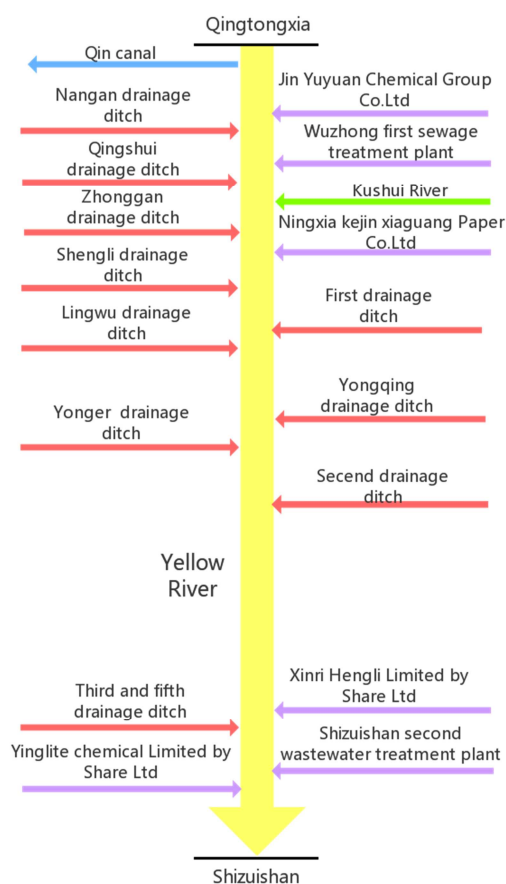 Qingtongxia
Qin canal
Jin Yuyuan Chemical Group
Co.Ltd
Nangan drainage
ditch
Wuzhong first sewage
treatment plant
Qingshui
drainage ditch
Kushui River
Zhonggan
drainage ditch
Ningxia kejin xiaguang Paper
Co.Ltd
Shengli drainage
ditch
First drainage
ditch
Lingwu drainage
ditch
Yongqing
drainage ditch
Yonger drainage
ditch
Secend drainage
ditch
Yellow
River
Xinri Hengli Limited by
Share Ltd
Third and fifth
drainage ditch
Shizuishan second
wastewater treatment plant
Yinglite chemical Limited by
Share Ltd
Shizuishan